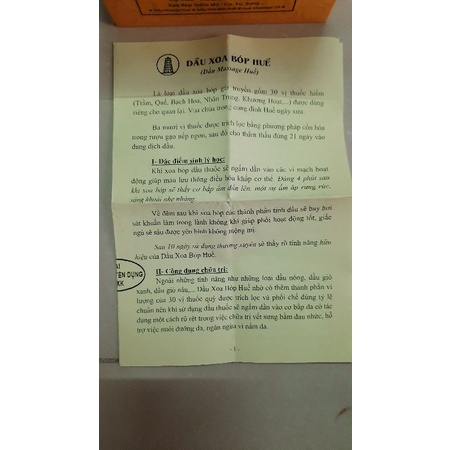 DẦU XOA BÓP HUẾ
(Dầu Massage Huế)
Là loại dầu xoa bóp gia truyền gồm 30 vị thuốc hiếm
(Trầm, Quế, Bạch Hoa, Nhân Trung, Khương Hoạt,...) được dùng
riêng cho quan lại, Vua chúa trong cung đình Huế ngày xưa.
Ba mươi vị thuốc được trích lọc bằng phương pháp cồn hóa
trong rượu gạo nếp ngon, sau đó cho thẩm thấu đúng 21 ngày vào
dung dịch dầu.
I- Đặc điểm sinh lý học:
Khi xoa bóp dầu thuốc sẽ ngấm dần vào các vi mạch hoạt
động giúp máu lưu thông điều hòa khắp cơ thể. Đúng 4 phút sau
khi xoa bóp sẽ thấy cơ bắp ấm dần lên, một sự ấm áp rưng rức,
sảng khoái nhẹ nhàng.
Về đêm sau khi xoa bóp các thành phần tinh dầu sẽ bay hơi
sát khuẩn làm trong lành không khí giúp phổi hoạt động tốt, giấc
ngủ sẽ sâu được yên bình không mộng mị.
Sau 10 ngày sử dụng thường xuyên sẽ thấy rõ tính năng hữu
hiệu của Dầu Xoa Bóp Huế.
II- Công dụng chữa trị:
Ngoài những tính năng như những loại dầu nóng, dầu gió
xanh, dầu gió nâu,... Dầu Xoa Bóp Huế nhờ có thêm thành phần vi
lượng của 30 vị thuốc quý được trích lọc và phối chế đúng tỷ lệ
chuẩn nên khi sử dụng dầu thuốc sẽ ngấm dần vào cơ bắp da có tác
dụng một cách rõ rệt trong việc chữa trị vết sưng bầm đau nhức, hỗ
trợ việc nuôi dưỡng da, ngăn ngừa vi nấm da.
- 1 -